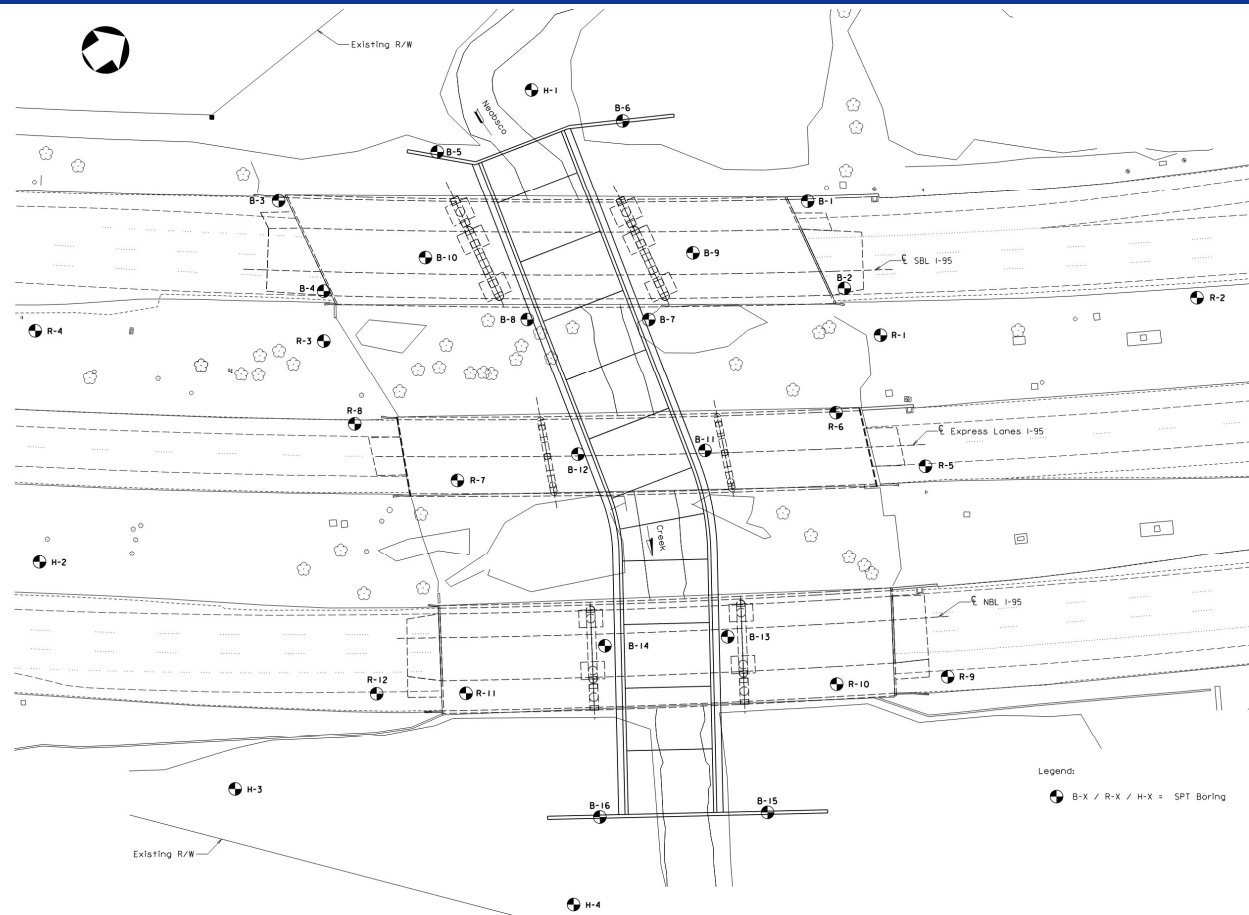 Existing R/W
H-1
B-6
Neabsco
B-5
B-3
B-1
B-10
B-9
℄ SBL I-95
B-4
B-2
R-2
B-8
B-7
R-4
R-3
R-1
R-8
R-6
℄ Express Lanes I-95
B-12
B-11
R-5
R-7
Creek
H-2
℄ NBL I-95
B-14
B-13
R-12
R-11
R-10
R-9
H-3
Legend:
B-X / R-X / H-X = SPT Boring
B-16
B-15
Existing R/W
H-4